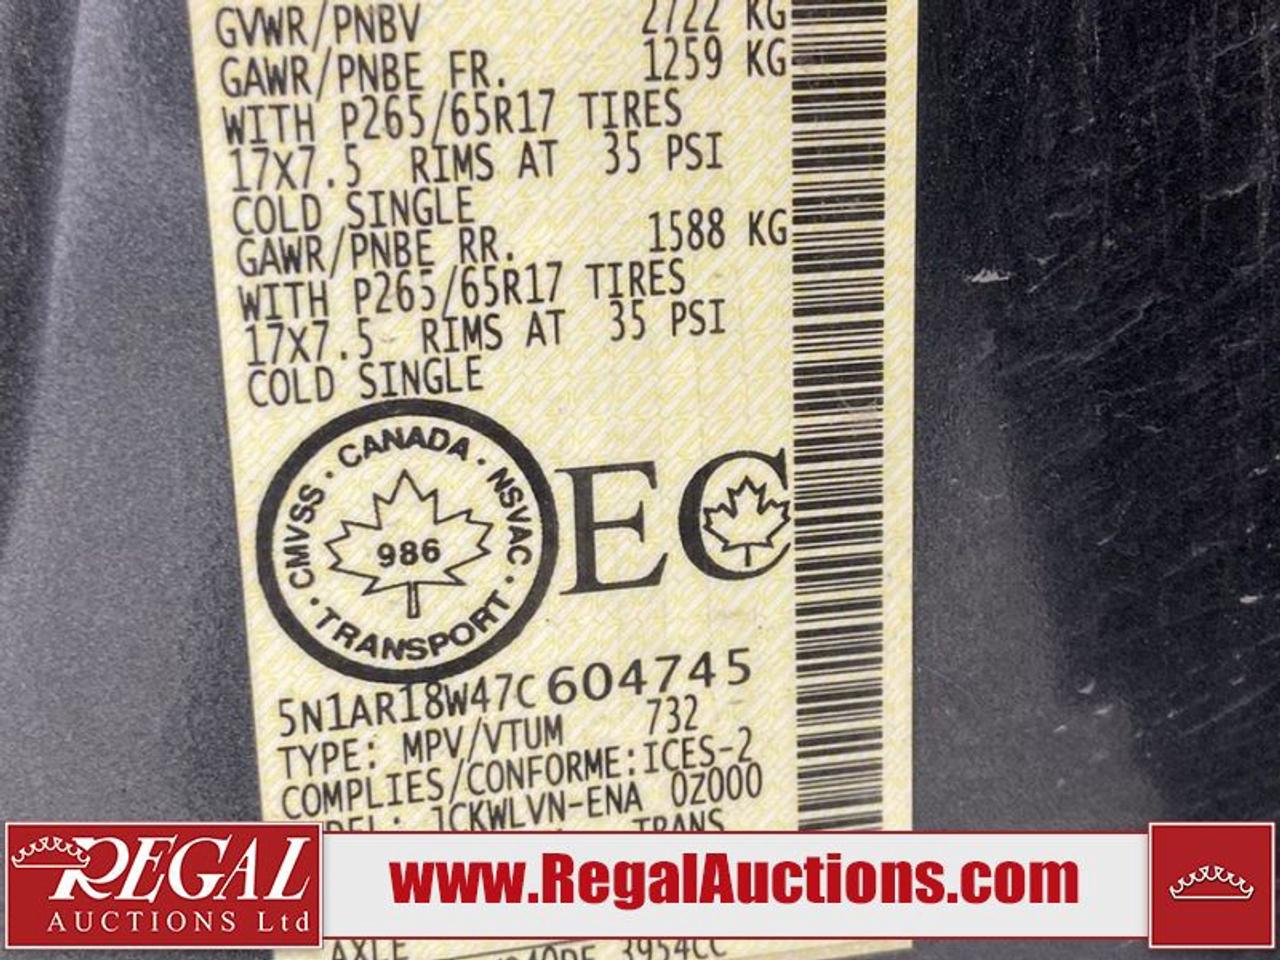 GVWR/PNBV 2722 KG
GAWR/PNBE FR. 1259 KG
WITH P265/65R17 TIRES
17X7.5 RIMS AT 35 PSI
COLD SINGLE
GAWR/PNBE RR. 1588 KG
WITH P265/65R17 TIRES
17X7.5 RIMS AT 35 PSI
COLD SINGLE
CMVSS · CANADA · NSVAC · TRANSPORT ·
986
EC
5N1AR18W47C604745
TYPE: MPV/VTUM 732
COMPLIES/CONFORME:ICES-2
JCKWLVN-ENA 0Z000
TRANS
REGAL
AUCTIONS Ltd
www.RegalAuctions.com
AXLE 3954CC